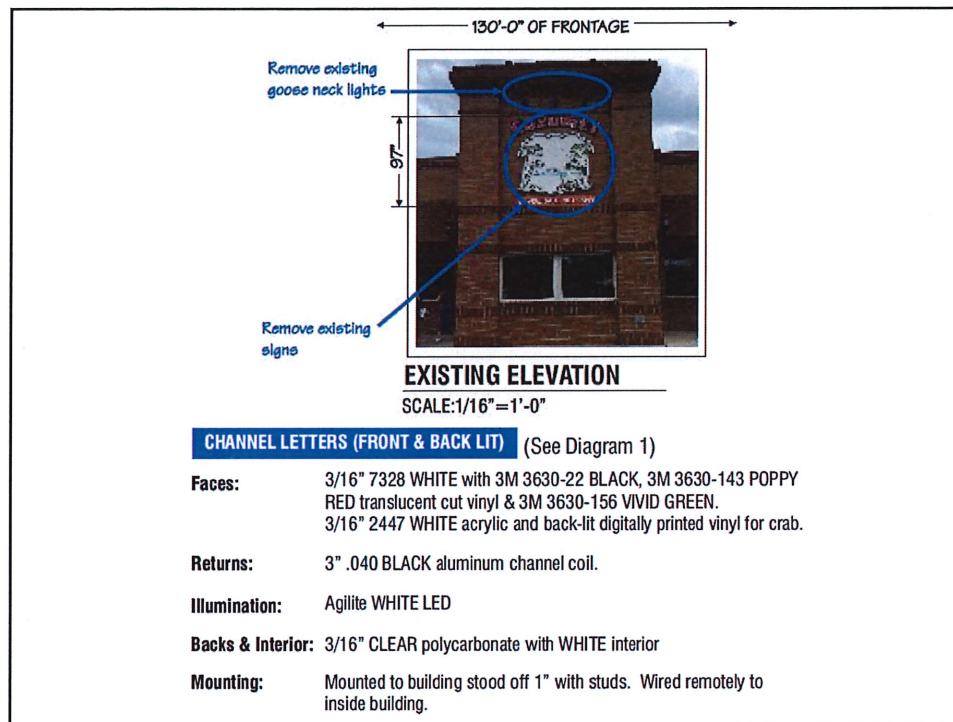 130'-0" OF FRONTAGE
Remove existing
goose neck lights
97"
Remove existing
signs
EXISTING ELEVATION
SCALE:1/16"=1'-0"
CHANNEL LETTERS (FRONT & BACK LIT) (See Diagram 1)
Faces: 3/16" 7328 WHITE with 3M 3630-22 BLACK, 3M 3630-143 POPPY
RED translucent cut vinyl & 3M 3630-156 VIVID GREEN.
3/16" 2447 WHITE acrylic and back-lit digitally printed vinyl for crab.
Returns: 3" .040 BLACK aluminum channel coil.
Illumination: Agilite WHITE LED
Backs & Interior: 3/16" CLEAR polycarbonate with WHITE interior
Mounting: Mounted to building stood off 1" with studs. Wired remotely to
inside building.